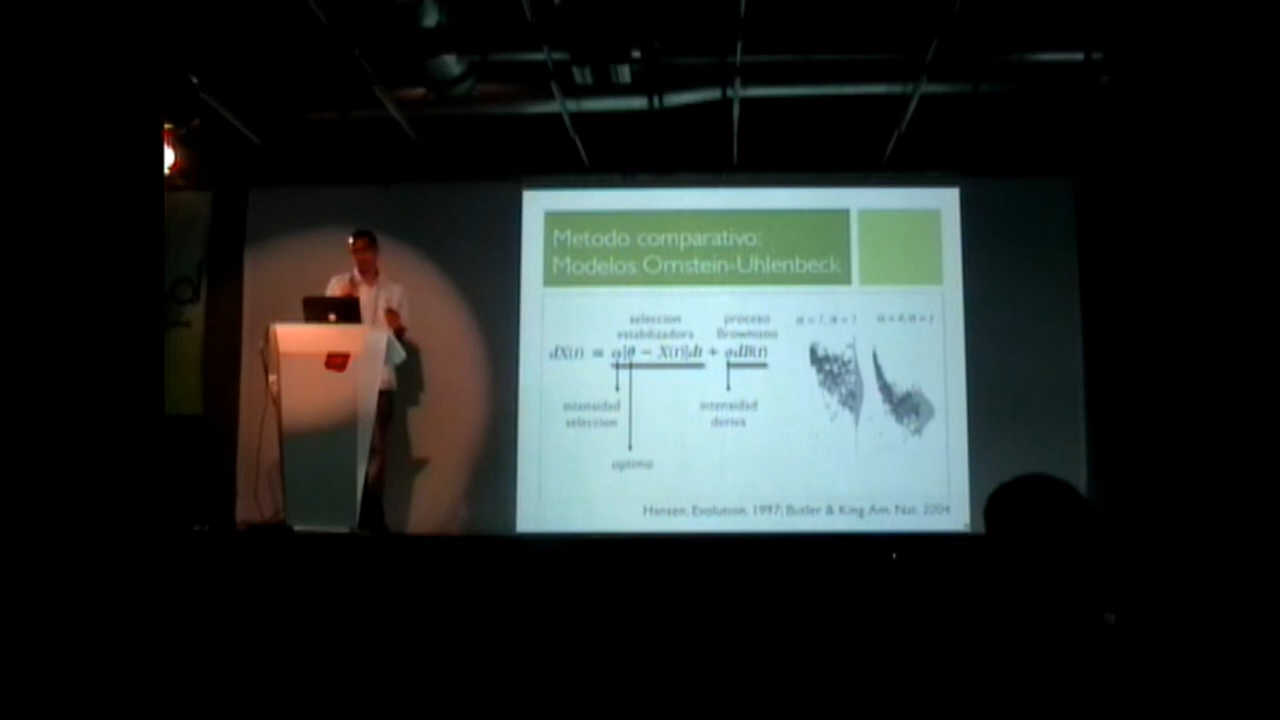 Metodo comparativo:
Modelos Ornstein-Uhlenbeck
seleccion
estabilizadora
proceso
Browniano
dX(t) = α[θ − X(t)]dt + σdB(t)
intensidad
seleccion
intensidad
deriva
optimo
Hansen. Evolution. 1997; Butler & King Am. Nat. 2004